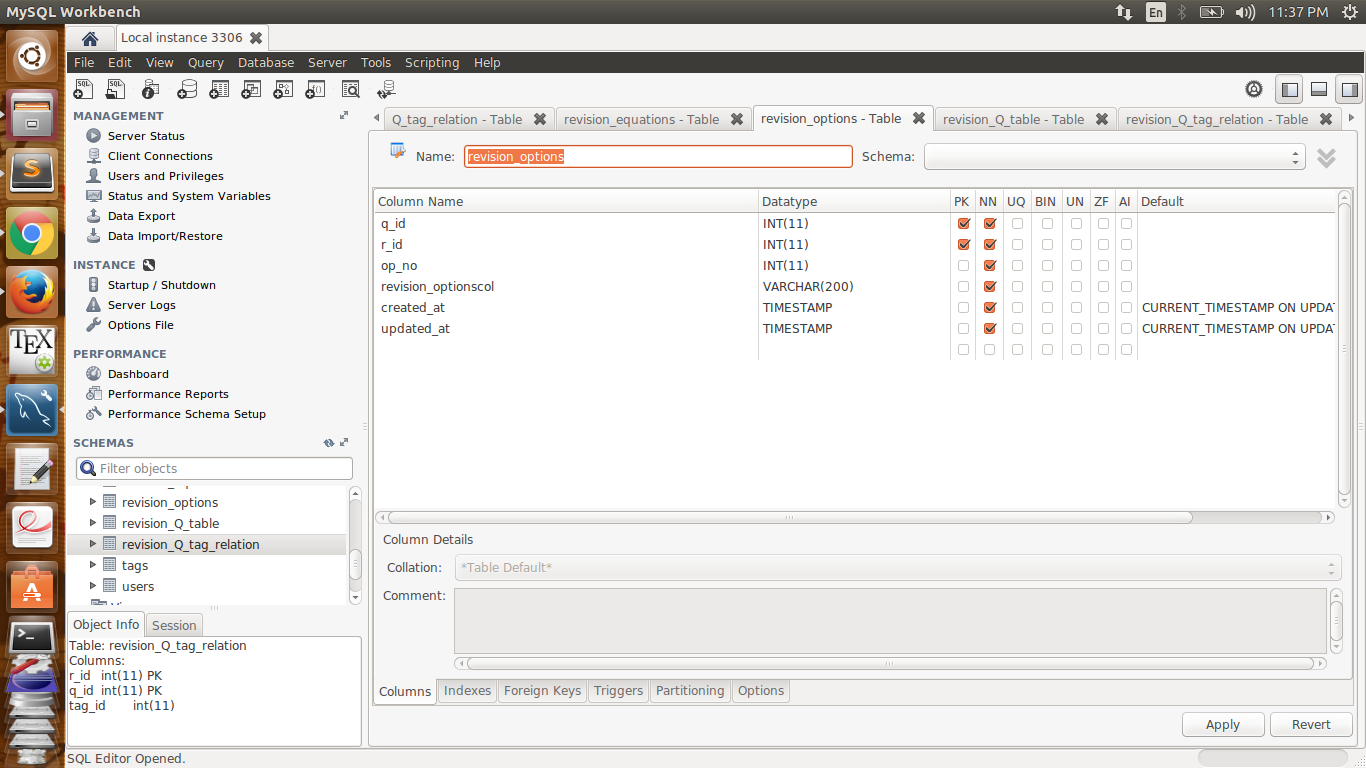 MySQL Workbench
En
11:37 PM
Local instance 3306
File Edit View Query Database Server Tools Scripting Help
MANAGEMENT
Server Status
Client Connections
Users and Privileges
Status and System Variables
Data Export
Data Import/Restore
INSTANCE
Startup / Shutdown
Server Logs
Options File
PERFORMANCE
Dashboard
Performance Reports
Performance Schema Setup
SCHEMAS
Filter objects
revision_options
revision_Q_table
revision_Q_tag_relation
tags
users
Object Info Session
Table: revision_Q_tag_relation
Columns:
r_id int(11) PK
q_id int(11) PK
tag_id int(11)
Q_tag_relation - Table revision_equations - Table revision_options - Table revision_Q_table - Table revision_Q_tag_relation - Table
Name: revision_options Schema:
Column Name Datatype PK NN UQ BIN UN ZF AI Default
q_id INT(11)
r_id INT(11)
op_no INT(11)
revision_optionscol VARCHAR(200)
created_at TIMESTAMP CURRENT_TIMESTAMP ON UPDAT
updated_at TIMESTAMP CURRENT_TIMESTAMP ON UPDAT
Column Details
Collation: *Table Default*
Comment:
Columns Indexes Foreign Keys Triggers Partitioning Options
Apply Revert
SQL Editor Opened.